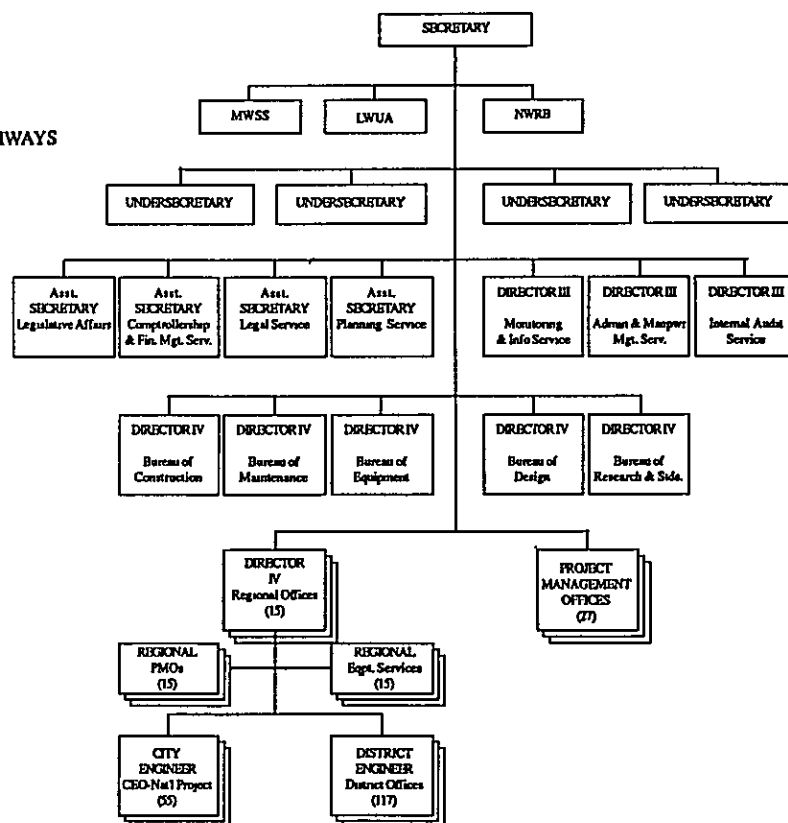 SECRETARY
MWSS
LWUA
NWRB
HWAYS
UNDERSECRETARY
UNDERSECRETARY
UNDERSECRETARY
UNDERSECRETARY
Asst.
SECRETARY
Legislative Affairs
Asst.
SECRETARY
Comptrollership
& Fin. Mgt. Serv.
Asst.
SECRETARY
Legal Service
Asst.
SECRETARY
Planning Service
DIRECTOR III
Monitoring
& Info Service
DIRECTOR III
Admin & Manpwr
Mgt. Serv.
DIRECTOR III
Internal Audit
Service
DIRECTOR IV
Bureau of
Construction
DIRECTOR IV
Bureau of
Maintenance
DIRECTOR IV
Bureau of
Equipment
DIRECTOR IV
Bureau of
Design
DIRECTOR IV
Bureau of
Research & Stds.
DIRECTOR
IV
Regional Offices
(15)
PROJECT
MANAGEMENT
OFFICES
(27)
REGIONAL
PMOs
(15)
REGIONAL
Eqpt. Services
(15)
CITY
ENGINEER
CEO-Nat'l Project
(55)
DISTRICT
ENGINEER
District Offices
(117)